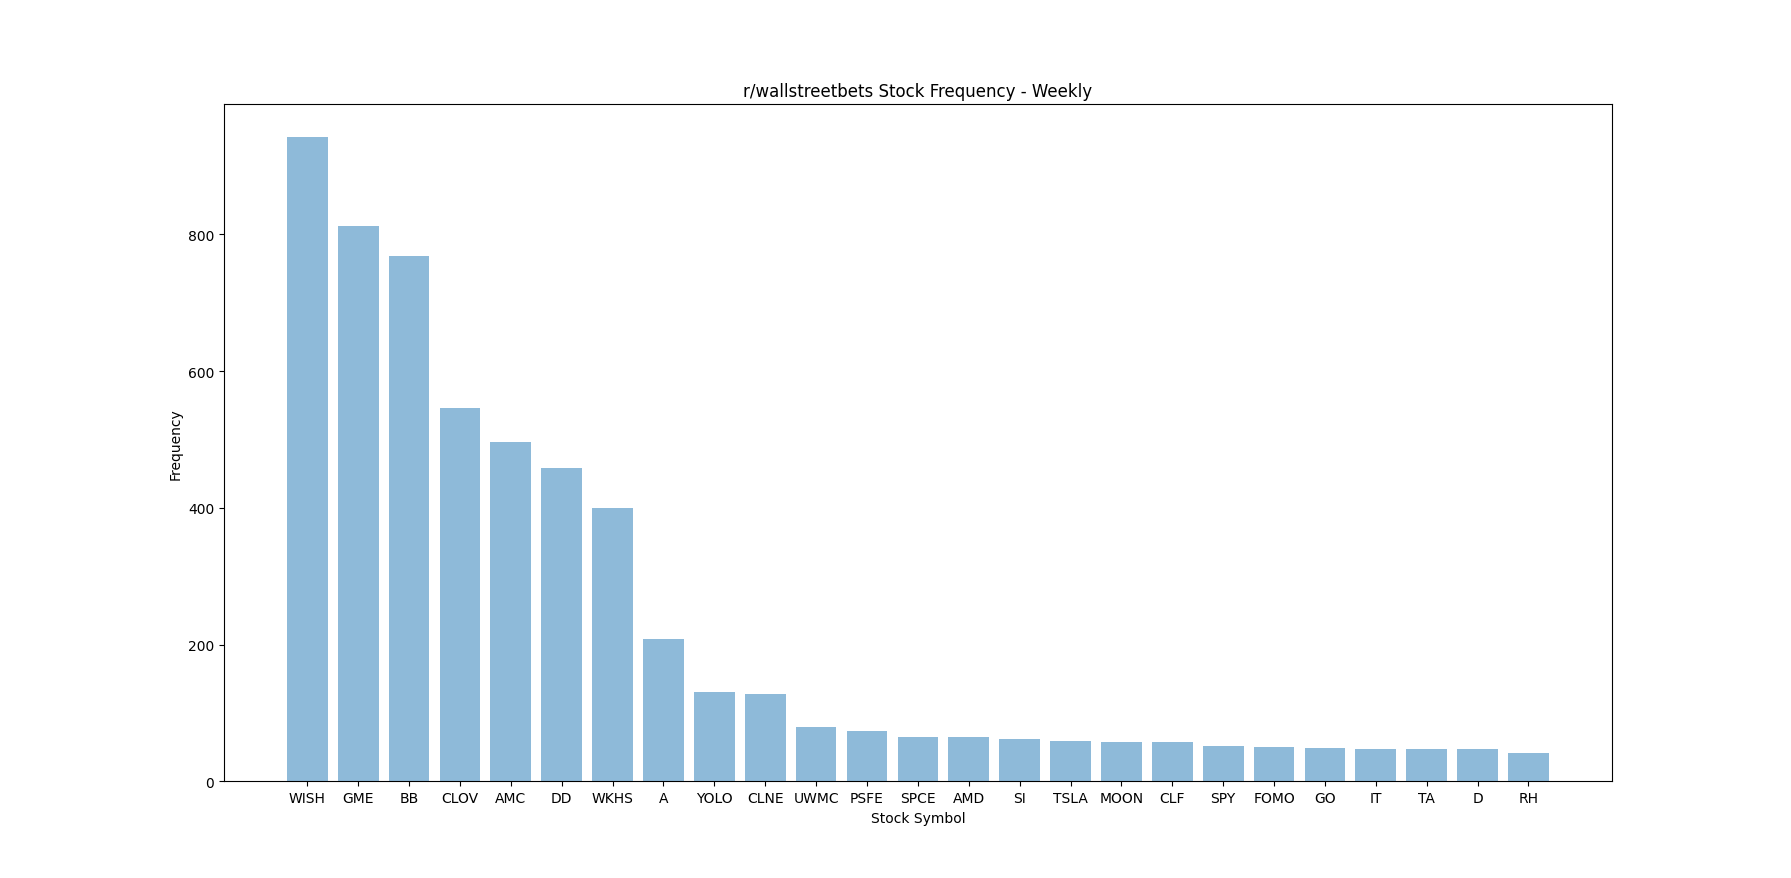 r/wallstreetbets Stock Frequency - Weekly
800
600
400
200
0
Frequency
WISH GME BB CLOV AMC DD WKHS A YOLO CLNE UWMC PSFE SPCE AMD SI TSLA MOON CLF SPY FOMO GO IT TA D RH
Stock Symbol